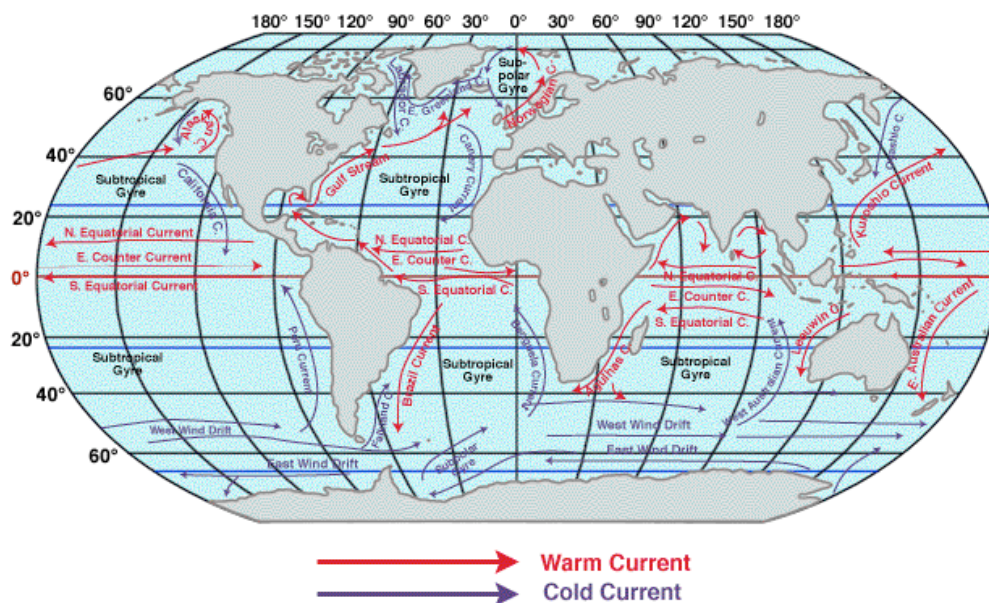 180° 150° 120° 90° 60° 30° 0° 30° 60° 90° 120° 150° 180°
Sub-
polar
Gyre
Labrador C.
E. Greenland C.
Norwegian C.
60°
Alaskan C.
Oyashio C.
40°
Subtropical
Gyre
California C.
Gulf Stream
Subtropical
Gyre
Canary Current
Kuroshio Current
20°
N. Equatorial Current
N. Equatorial C.
E. Counter Current
E. Counter C.
0°
N. Equatorial C.
S. Equatorial Current
S. Equatorial C.
E. Counter C.
S. Equatorial C.
Leeuwin C.
E. Australian Current
20°
Peru Current
Brazil Current
Benguela Current
Agulhas C.
West Australian Current
Subtropical
Gyre
Subtropical
Gyre
Subtropical
Gyre
40°
Falkland C.
West Wind Drift
West Wind Drift
60°
East Wind Drift
Subpolar
Gyre
East Wind Drift
Warm Current
Cold Current